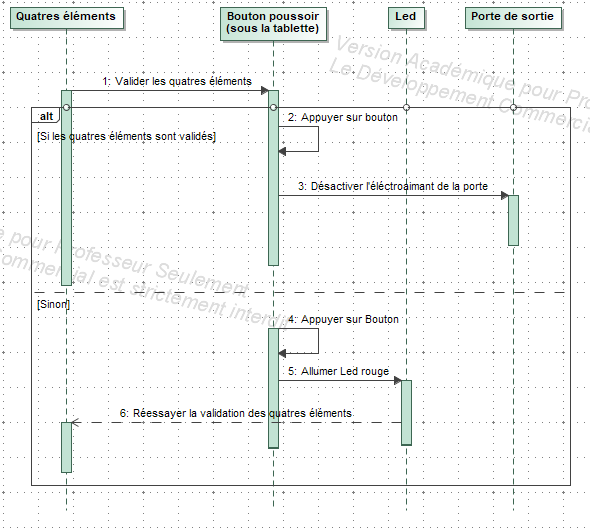 Quatres éléments
Bouton poussoir
(sous la tablette)
Led
Porte de sortie
Version Académique pour Pro
Le Développement Commercia
1: Valider les quatres éléments
alt
2: Appuyer sur bouton
[Si les quatres éléments sont validés]
3: Désactiver l'éléctroaimant de la porte
e pour Professeur Seulement
ommercial est strictement interdit
[Sinon]
4: Appuyer sur Bouton
5: Allumer Led rouge
6: Réessayer la validation des quatres éléments